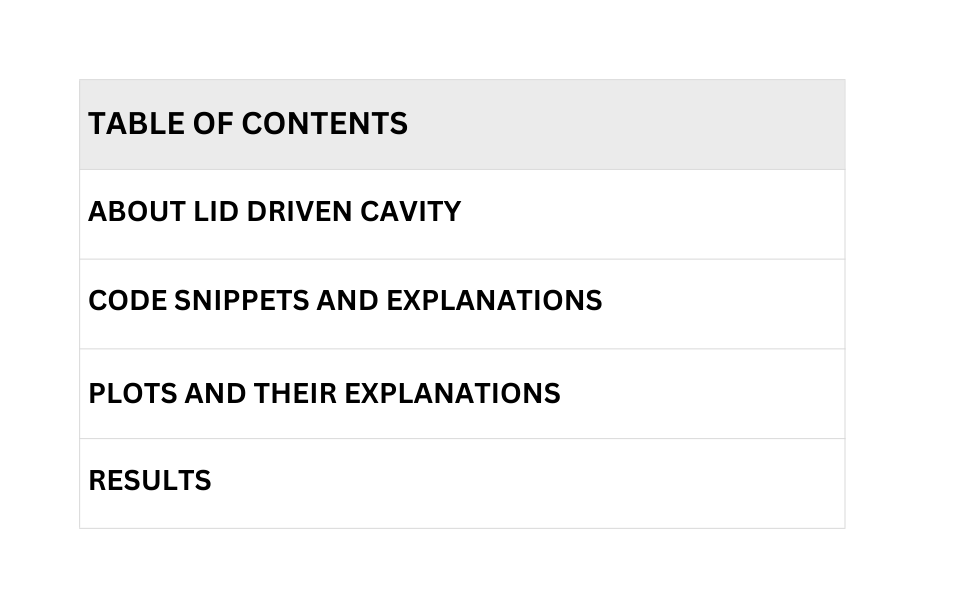 TABLE OF CONTENTS
ABOUT LID DRIVEN CAVITY
CODE SNIPPETS AND EXPLANATIONS
PLOTS AND THEIR EXPLANATIONS
RESULTS